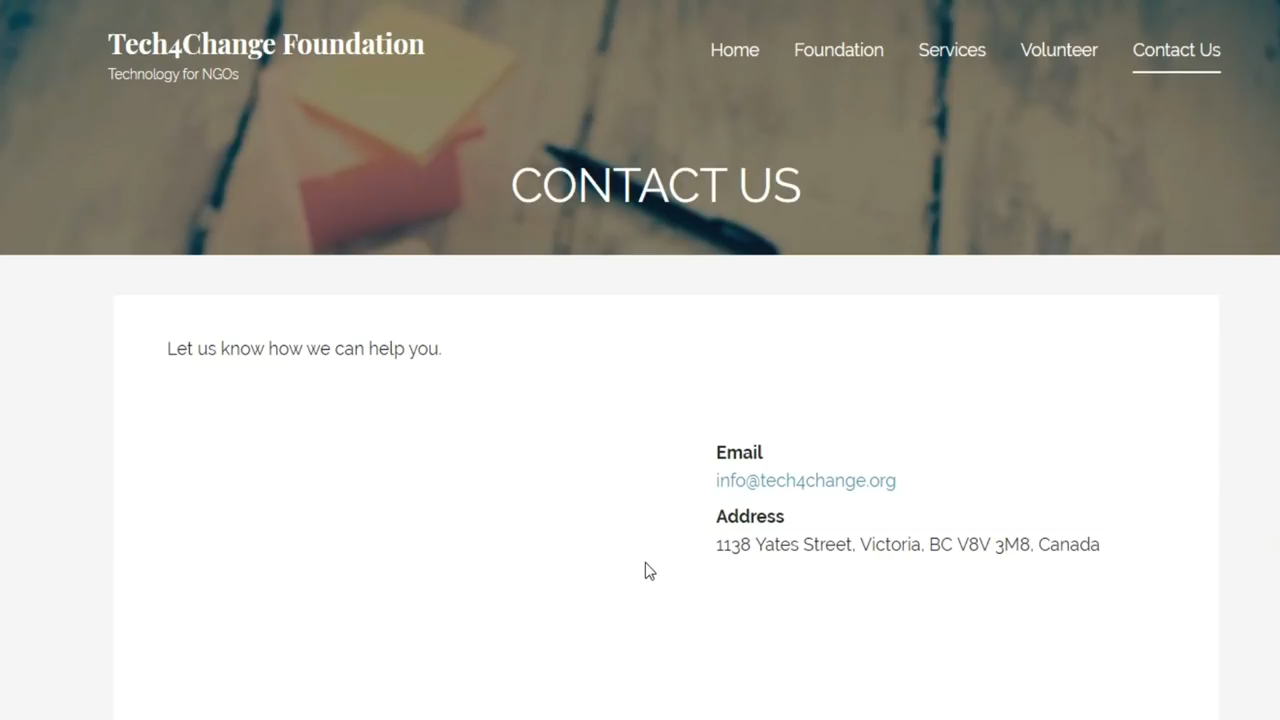 Tech4Change Foundation
Technology for NGOs
Home Foundation Services Volunteer Contact Us
CONTACT US
Let us know how we can help you.
Email
info@tech4change.org
Address
1138 Yates Street, Victoria, BC V8V 3M8, Canada